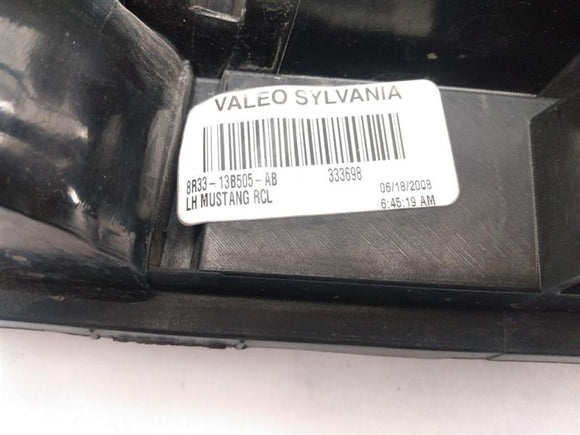 VALEO SYLVANIA
8R33-13B505-AB 333698
LH MUSTANG RCL 06/18/2008
6:45:19 AM